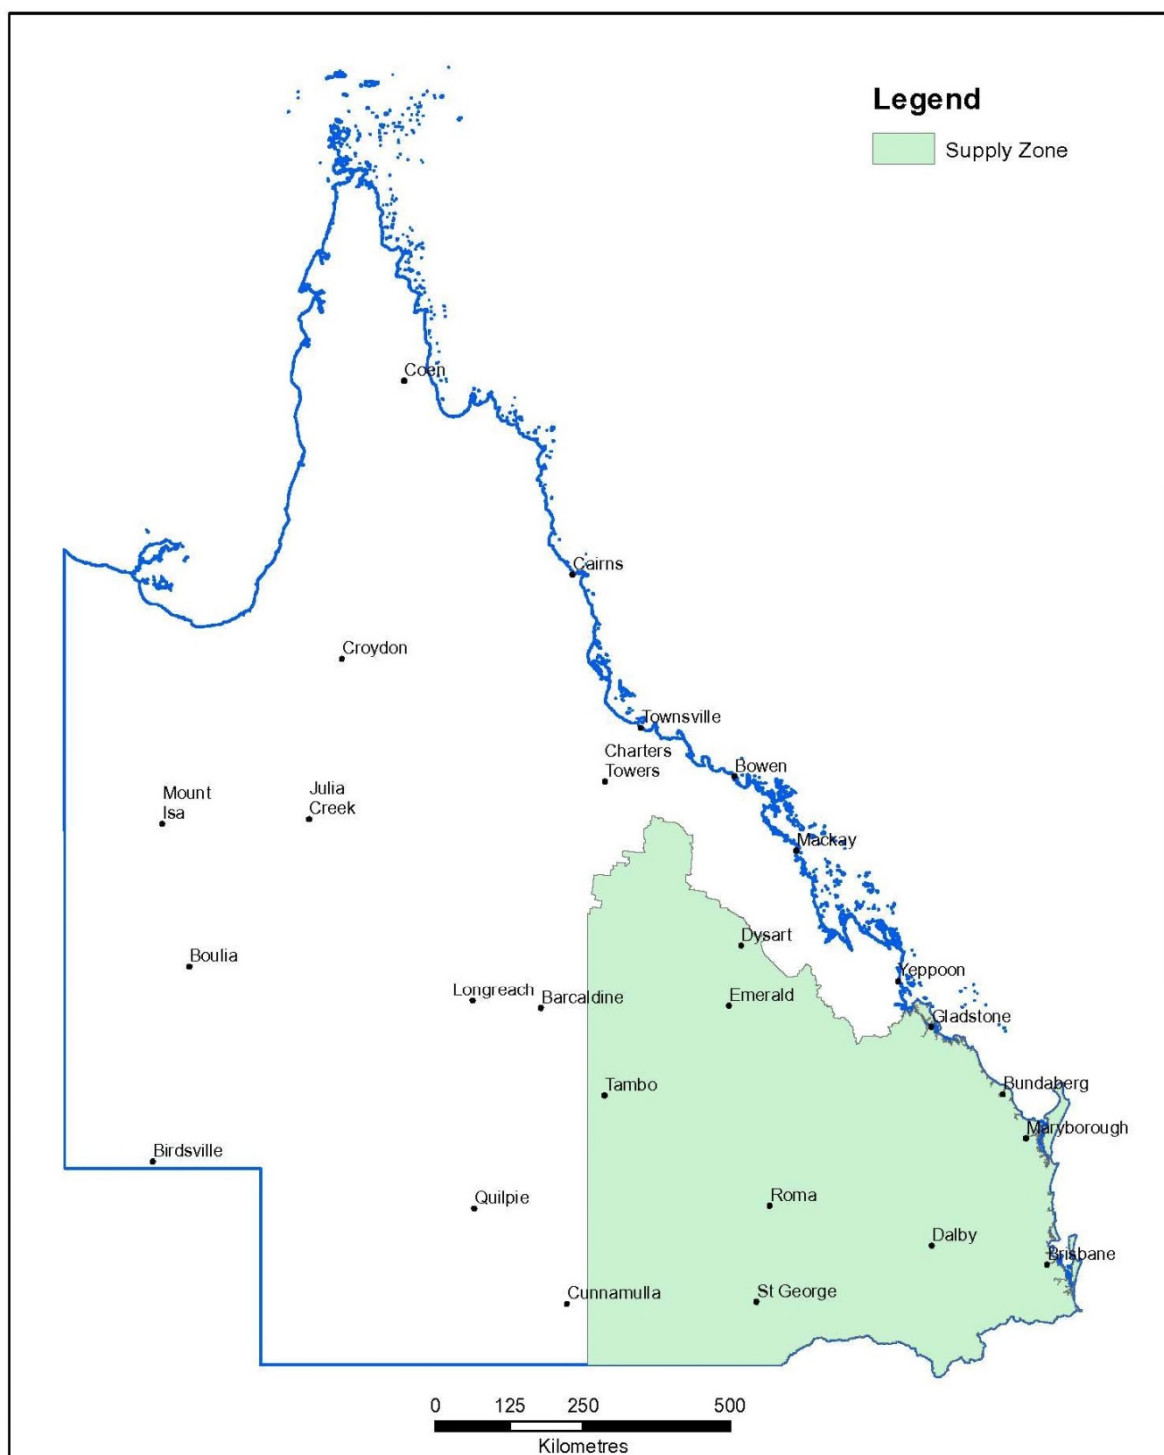 Legend
Supply Zone
Coen
Cairns
Croydon
Townsville
Charters
Towers
Bowen
Mount
Isa
Julia
Creek
Mackay
Dysart
Boulia
Yeppoon
Longreach
Barcaldine
Emerald
Gladstone
Tambo
Bundaberg
Maryborough
Birdsville
Quilpie
Roma
Dalby
Brisbane
Cunnamulla
St George
0 125 250 500
Kilometres